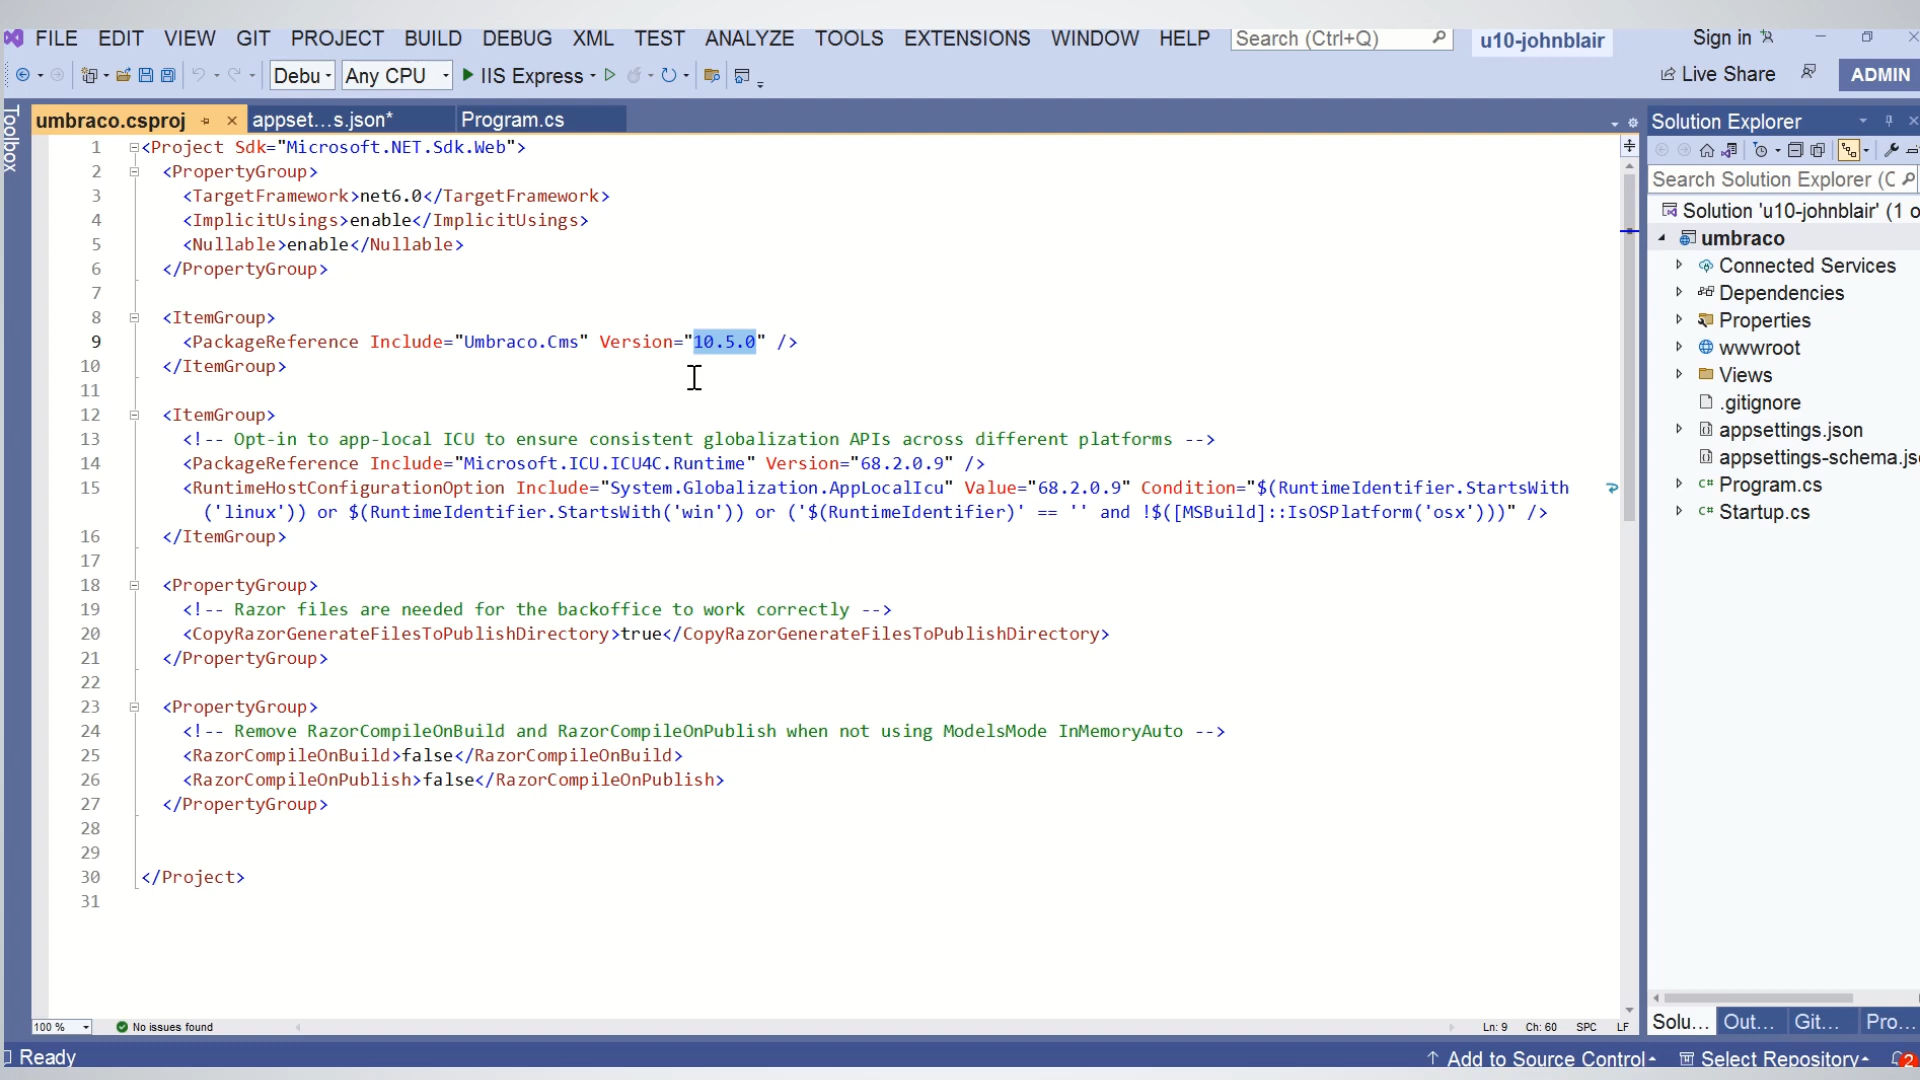 FILE EDIT VIEW GIT PROJECT BUILD DEBUG XML TEST ANALYZE TOOLS EXTENSIONS WINDOW HELP Search (Ctrl+Q) u10-johnblair Sign in
Debu Any CPU IIS Express Live Share ADMIN
Toolbox
umbraco.csproj appset...s.json* Program.cs
1 <Project Sdk="Microsoft.NET.Sdk.Web">
2 <PropertyGroup>
3 <TargetFramework>net6.0</TargetFramework>
4 <ImplicitUsings>enable</ImplicitUsings>
5 <Nullable>enable</Nullable>
6 </PropertyGroup>
7
8 <ItemGroup>
9 <PackageReference Include="Umbraco.Cms" Version="10.5.0" />
10 </ItemGroup>
11
12 <ItemGroup>
13 <!-- Opt-in to app-local ICU to ensure consistent globalization APIs across different platforms -->
14 <PackageReference Include="Microsoft.ICU.ICU4C.Runtime" Version="68.2.0.9" />
15 <RuntimeHostConfigurationOption Include="System.Globalization.AppLocalIcu" Value="68.2.0.9" Condition="$(RuntimeIdentifier.StartsWith
('linux')) or $(RuntimeIdentifier.StartsWith('win')) or ('$(RuntimeIdentifier)' == '' and !$([MSBuild]::IsOSPlatform('osx')))" />
16 </ItemGroup>
17
18 <PropertyGroup>
19 <!-- Razor files are needed for the backoffice to work correctly -->
20 <CopyRazorGenerateFilesToPublishDirectory>true</CopyRazorGenerateFilesToPublishDirectory>
21 </PropertyGroup>
22
23 <PropertyGroup>
24 <!-- Remove RazorCompileOnBuild and RazorCompileOnPublish when not using ModelsMode InMemoryAuto -->
25 <RazorCompileOnBuild>false</RazorCompileOnBuild>
26 <RazorCompileOnPublish>false</RazorCompileOnPublish>
27 </PropertyGroup>
28
29
30 </Project>
31
100 % No issues found Ln: 9 Ch: 60 SPC LF
Solution Explorer
Search Solution Explorer (C
Solution 'u10-johnblair' (1 o
umbraco
Connected Services
Dependencies
Properties
wwwroot
Views
.gitignore
appsettings.json
appsettings-schema.js
Program.cs
Startup.cs
Solu... Out... Git... Pro...
Ready Add to Source Control Select Repository 2